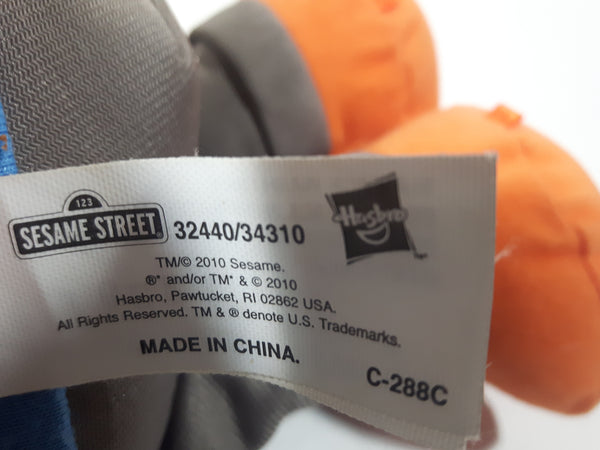 123
SESAME STREET
32440/34310
Hasbro
TM/© 2010 Sesame.
®* and/or TM* & © 2010
Hasbro, Pawtucket, RI 02862 USA.
All Rights Reserved. TM & ® denote U.S. Trademarks.
MADE IN CHINA.
C-288C